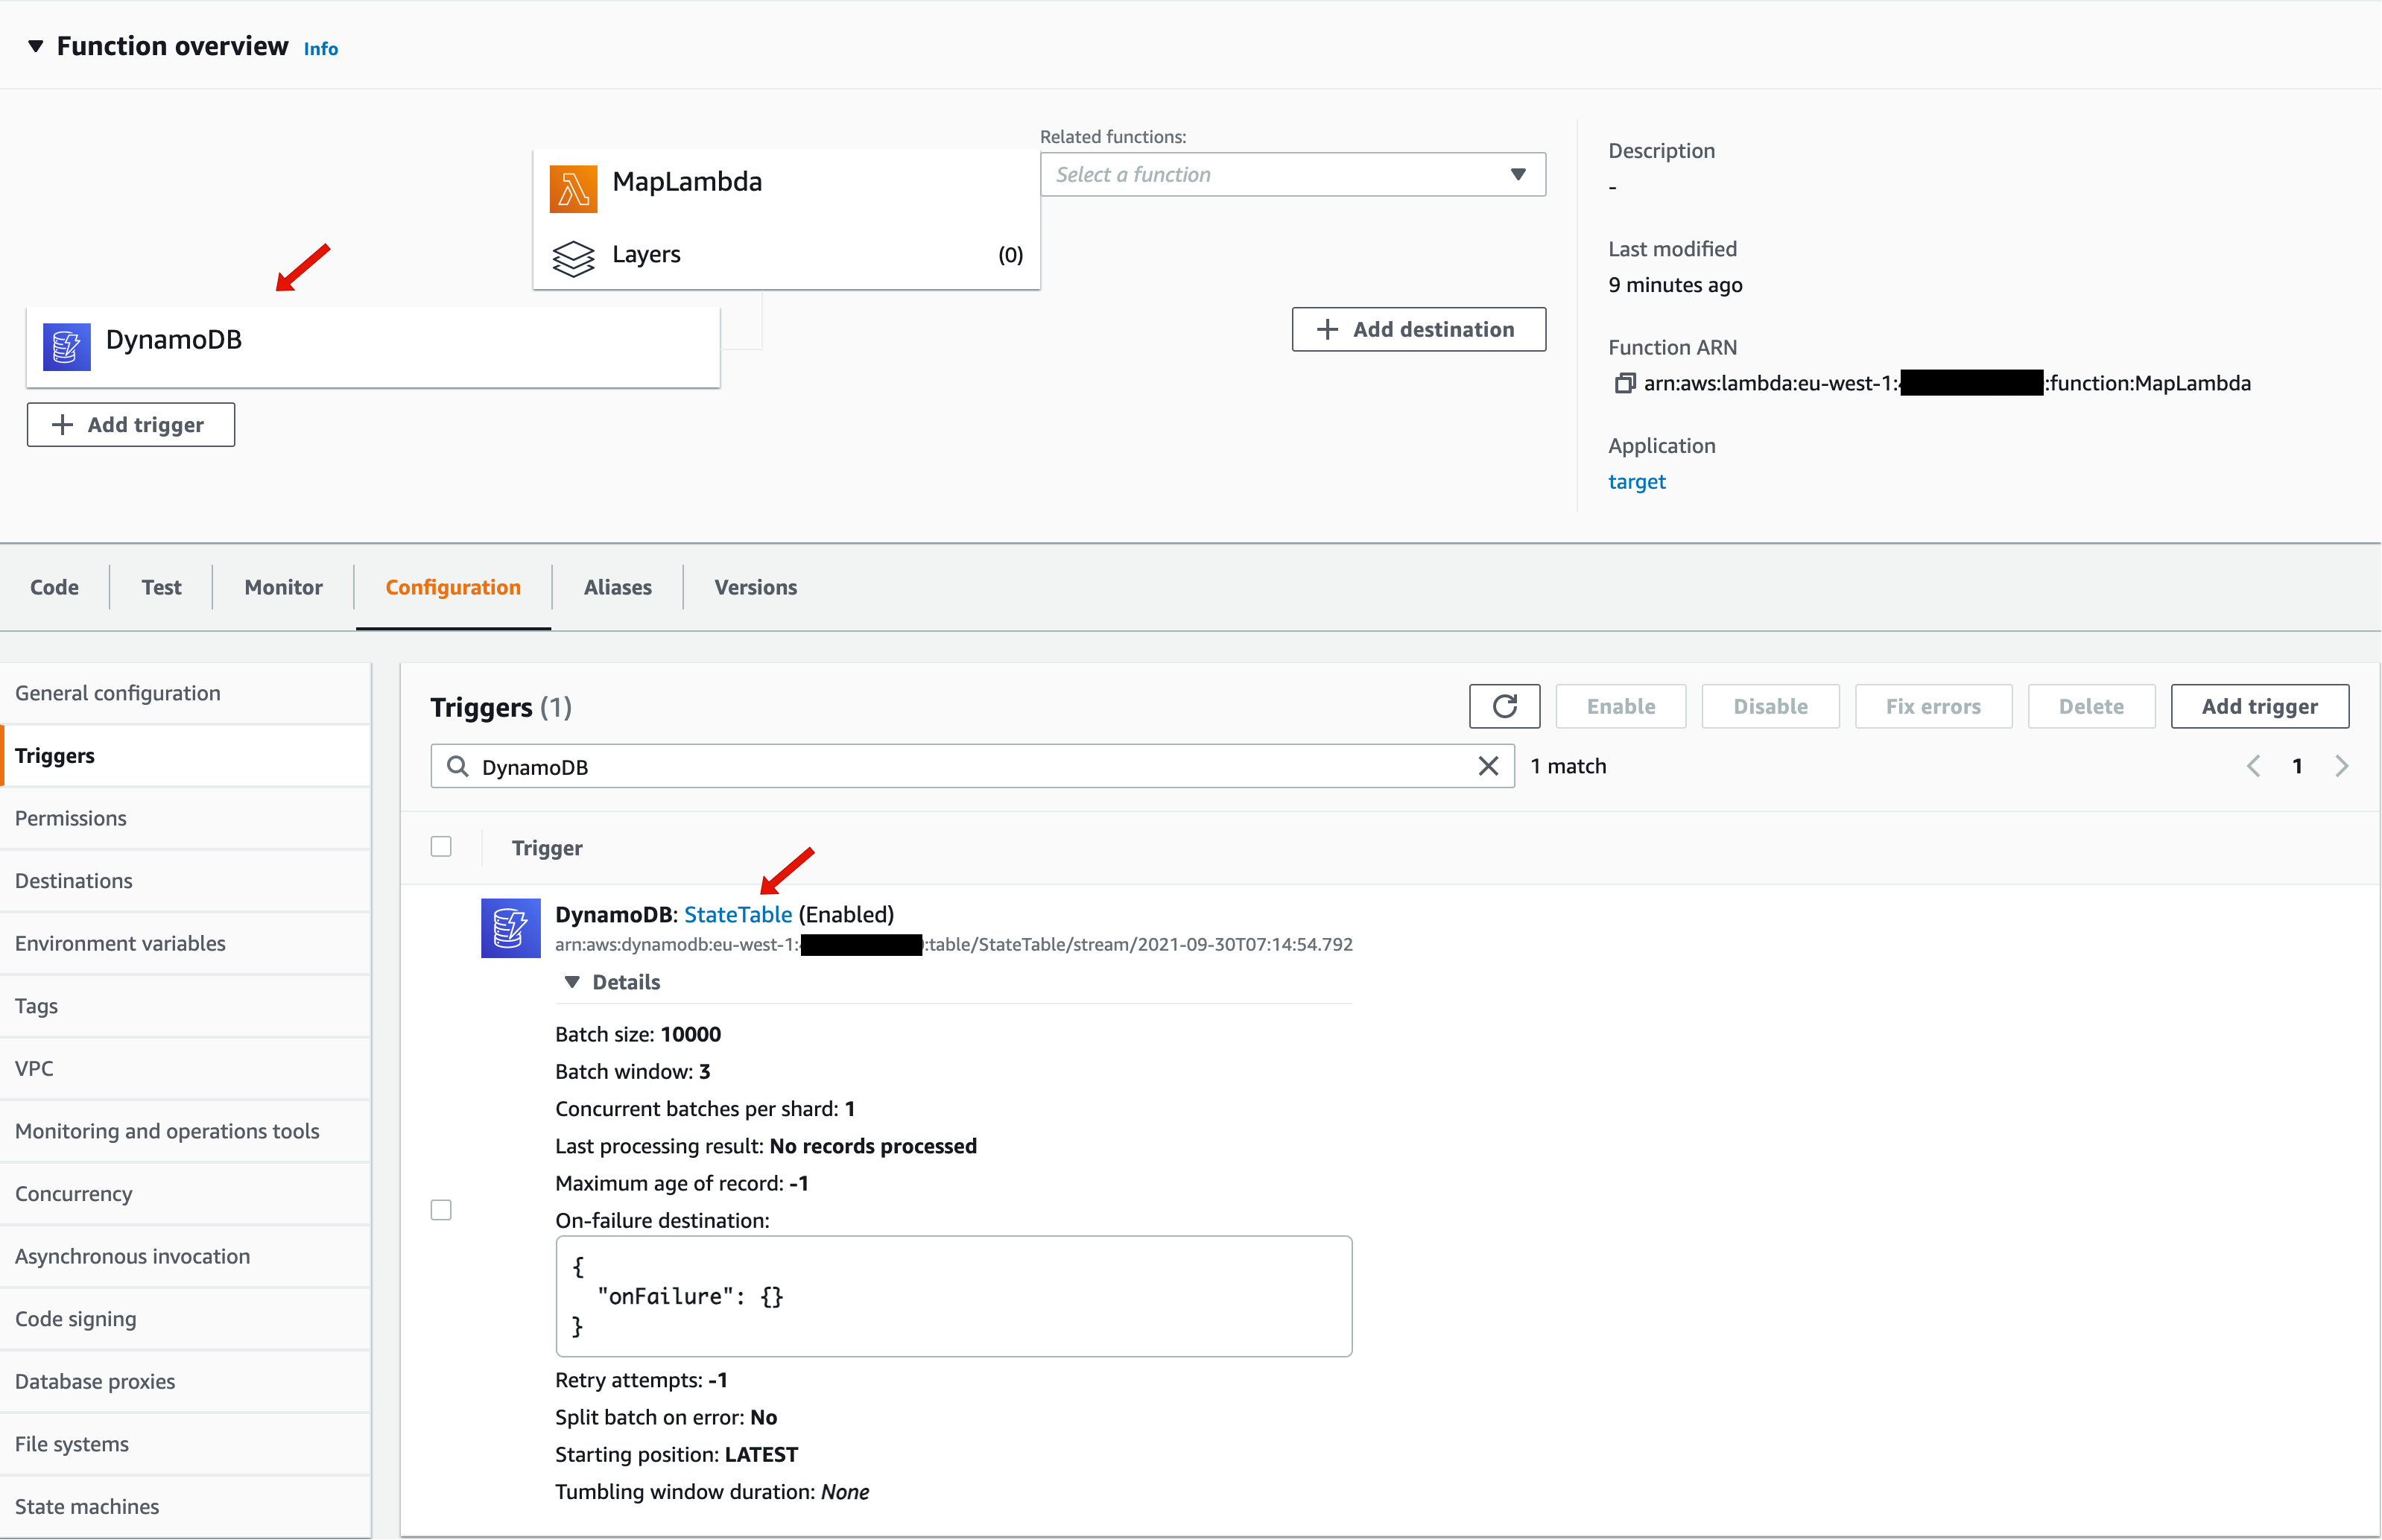 Function overview Info
Related functions:
Select a function
MapLambda
Layers (0)
DynamoDB
Add trigger
Add destination
Description
-
Last modified
9 minutes ago
Function ARN
arn:aws:lambda:eu-west-1: :function:MapLambda
Application
target
Code Test Monitor Configuration Aliases Versions
General configuration
Triggers
Permissions
Destinations
Environment variables
Tags
VPC
Monitoring and operations tools
Concurrency
Asynchronous invocation
Code signing
Database proxies
File systems
State machines
Triggers (1)
Enable Disable Fix errors Delete Add trigger
DynamoDB 1 match 1
Trigger
DynamoDB: StateTable (Enabled)
arn:aws:dynamodb:eu-west-1: :table/StateTable/stream/2021-09-30T07:14:54.792
Details
Batch size: 10000
Batch window: 3
Concurrent batches per shard: 1
Last processing result: No records processed
Maximum age of record: -1
On-failure destination:
{
"onFailure": {}
}
Retry attempts: -1
Split batch on error: No
Starting position: LATEST
Tumbling window duration: None